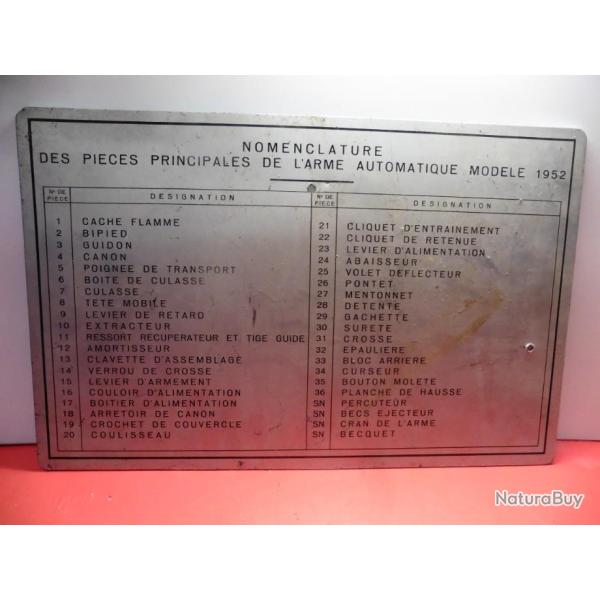 NOMENCLATURE
DES PIECES PRINCIPALES DE L'ARME AUTOMATIQUE MODELE 1952
Nº DE PIECE DESIGNATION
1 CACHE FLAMME
2 BIPIED
3 GUIDON
4 CANON
5 POIGNEE DE TRANSPORT
6 BOITE DE CULASSE
7 CULASSE
8 TETE MOBILE
9 LEVIER DE RETARD
10 EXTRACTEUR
11 RESSORT RECUPERATEUR ET TIGE GUIDE
12 AMORTISSEUR
13 CLAVETTE D'ASSEMBLAGE
14 VERROU DE CROSSE
15 LEVIER D'ARMEMENT
16 COULOIR D'ALIMENTATION
17 BOITIER D'ALIMENTATION
18 ARRETOIR DE CANON
19 CROCHET DE COUVERCLE
20 COULISSEAU
Nº DE PIECE DESIGNATION
21 CLIQUET D'ENTRAINEMENT
22 CLIQUET DE RETENUE
23 LEVIER D'ALIMENTATION
24 ABAISSEUR
25 VOLET DEFLECTEUR
26 PONTET
27 MENTONNET
28 DETENTE
29 GACHETTE
30 SURETE
31 CROSSE
32 EPAULIERE
33 BLOC ARRIERE
34 CURSEUR
35 BOUTON MOLETE
36 PLANCHE DE HAUSSE
SN PERCUTEUR
SN BECS EJECTEUR
SN CRAN DE L'ARME
SN BECQUET
NaturaBuy